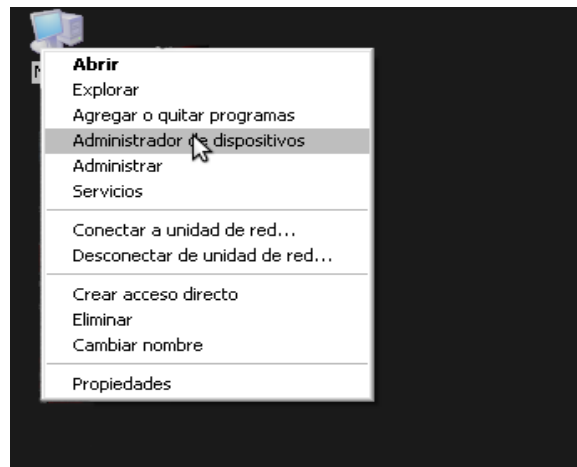 Abrir
Explorar
Agregar o quitar programas
Administrador de dispositivos
Administrar
Servicios
Conectar a unidad de red...
Desconectar de unidad de red...
Crear acceso directo
Eliminar
Cambiar nombre
Propiedades